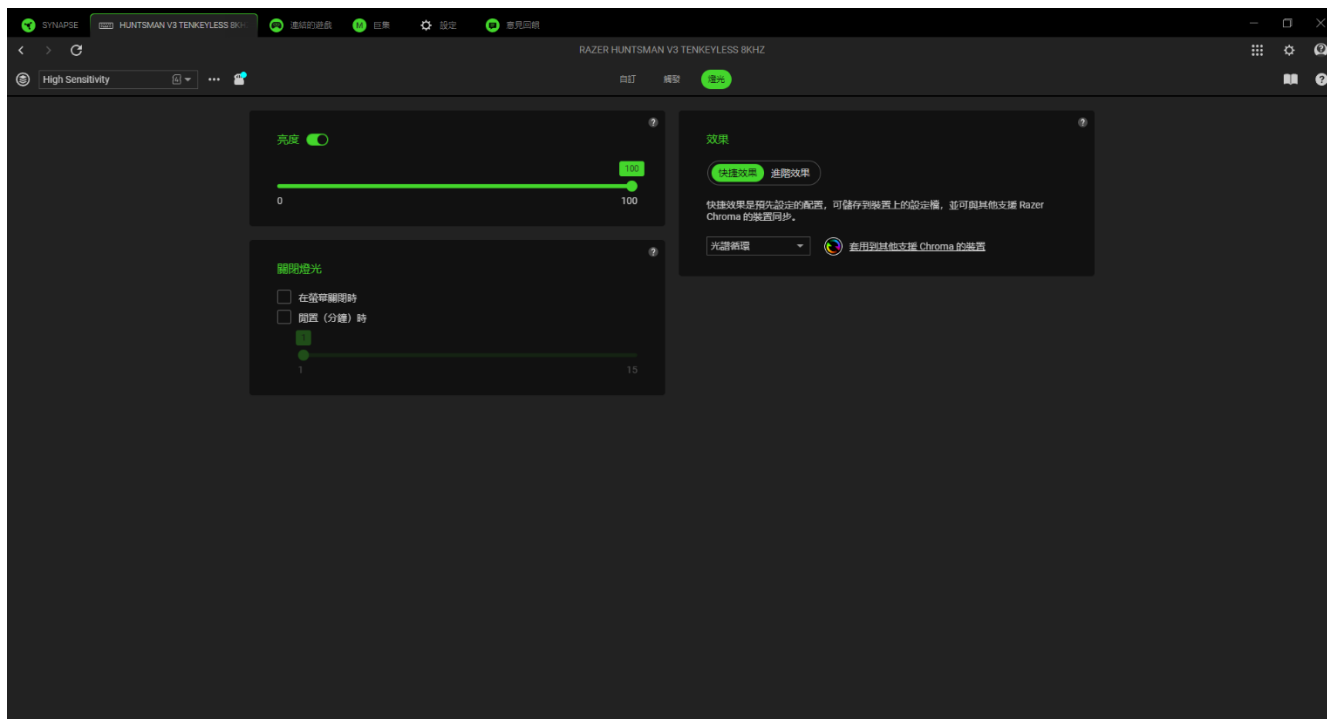 SYNAPSE
HUNTSMAN V3 TENKEYLESS 8KH
連結的遊戲
M
巨集
設定
意見回饋
RAZER HUNTSMAN V3 TENKEYLESS 8KHZ
High Sensitivity
4
自訂
觸發
燈光
亮度
?
100
0
100
關閉燈光
?
在螢幕關閉時
閒置（分鐘）時
1
1
15
效果
?
快捷效果
進階效果
快捷效果是預先設定的配置，可儲存到裝置上的設定檔，並可與其他支援 Razer
Chroma 的裝置同步。
光譜循環
套用到其他支援 Chroma 的裝置